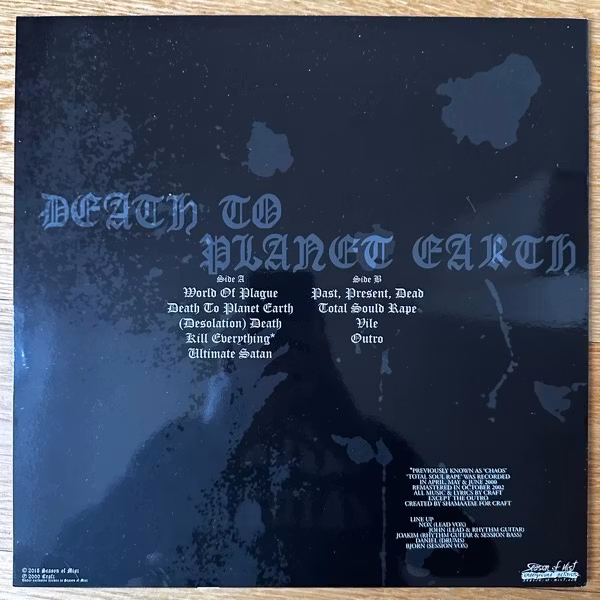 DEATH TO
PLANET EARTH
Side A
World Of Plague
Death To Planet Earth
(Desolation) Death
Kill Everything*
Ultimate Satan
Side B
Past, Present, Dead
Total Sould Rape
Vile
Outro
*PREVIOUSLY KNOWN AS 'CHAOS'
'TOTAL SOUL RAPE' WAS RECORDED
IN APRIL, MAY & JUNE 2000
REMASTERED IN OCTOBER 2002
ALL MUSIC & LYRICS BY CRAFT
EXCEPT THE OUTRO
CREATED BY SHAMAATAE FOR CRAFT
LINE UP
NOX (LEAD VOX)
JOHN (LEAD & RHYTHM GUITAR)
JOAKIM (RHYTHM GUITAR & SESSION BASS)
DANIEL (DRUMS)
BJORN (SESSION VOX)
© 2018 Season of Mist
℗ 2000 Craft
Season of Mist
underground activists